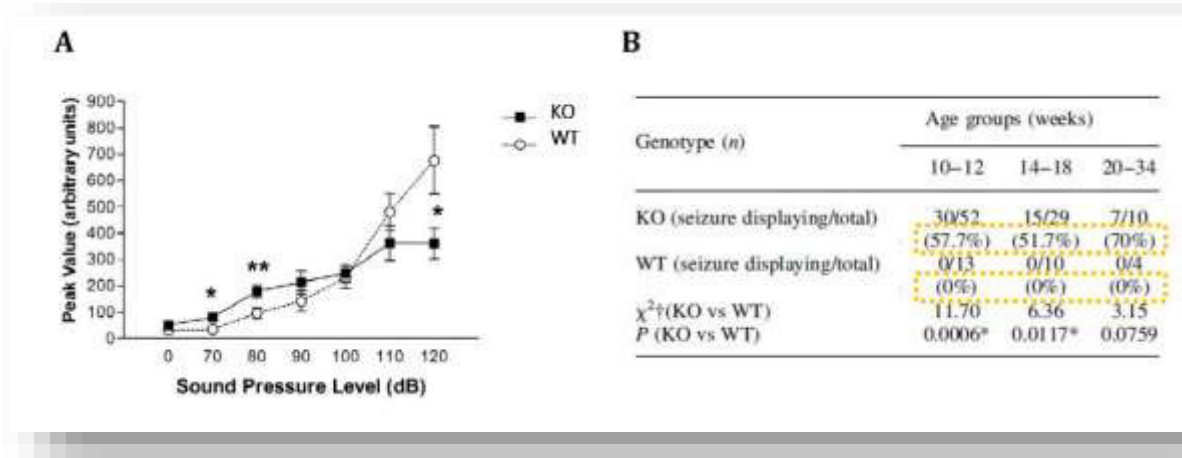 A
900
800
700
600
500
400
300
200
100
0
Peak Value (arbitrary units)
*
**
*
0 70 80 90 100 110 120
Sound Pressure Level (dB)
KO
WT
B
Genotype (n)
Age groups (weeks)
10–12 14–18 20–34
KO (seizure displaying/total) 30/52 15/29 7/10
(57.7%) (51.7%) (70%)
WT (seizure displaying/total) 0/13 0/10 0/4
(0%) (0%) (0%)
χ²†(KO vs WT) 11.70 6.36 3.15
P (KO vs WT) 0.0006* 0.0117* 0.0759